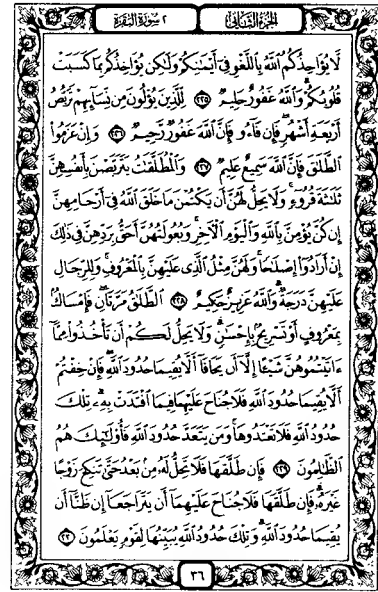 الجزء الثاني
٢ سورة البقرة
لَّا يُؤَاخِذُكُمُ ٱللَّهُ بِٱللَّغْوِ فِىٓ أَيْمَـٰنِكُمْ وَلَـٰكِن يُؤَاخِذُكُم بِمَا كَسَبَتْ
قُلُوبُكُمْ ۗ وَٱللَّهُ غَفُورٌ حَلِيمٌ ٢٢٥ لِّلَّذِينَ يُؤْلُونَ مِن نِّسَآئِهِمْ تَرَبُّصُ
أَرْبَعَةِ أَشْهُرٍ ۖ فَإِن فَآءُو فَإِنَّ ٱللَّهَ غَفُورٌ رَّحِيمٌ ٢٢٦ وَإِنْ عَزَمُوا۟
ٱلطَّلَـٰقَ فَإِنَّ ٱللَّهَ سَمِيعٌ عَلِيمٌ ٢٢٧ وَٱلْمُطَلَّقَـٰتُ يَتَرَبَّصْنَ بِأَنفُسِهِنَّ
ثَلَـٰثَةَ قُرُوٓءٍ ۚ وَلَا يَحِلُّ لَهُنَّ أَن يَكْتُمْنَ مَا خَلَقَ ٱللَّهُ فِىٓ أَرْحَامِهِنَّ
إِن كُنَّ يُؤْمِنَّ بِٱللَّهِ وَٱلْيَوْمِ ٱلْـَٔاخِرِ ۚ وَبُعُولَتُهُنَّ أَحَقُّ بِرَدِّهِنَّ فِى ذَٰلِكَ
إِنْ أَرَادُوٓا۟ إِصْلَـٰحًا ۚ وَلَهُنَّ مِثْلُ ٱلَّذِى عَلَيْهِنَّ بِٱلْمَعْرُوفِ ۚ وَلِلرِّجَالِ
عَلَيْهِنَّ دَرَجَةٌ ۗ وَٱللَّهُ عَزِيزٌ حَكِيمٌ ٢٢٨ ٱلطَّلَـٰقُ مَرَّتَانِ ۖ فَإِمْسَاكٌۢ
بِمَعْرُوفٍ أَوْ تَسْرِيحٌۢ بِإِحْسَـٰنٍ ۗ وَلَا يَحِلُّ لَكُمْ أَن تَأْخُذُوا۟ مِمَّآ
ءَاتَيْتُمُوهُنَّ شَيْـًٔا إِلَّآ أَن يَخَافَآ أَلَّا يُقِيمَا حُدُودَ ٱللَّهِ ۖ فَإِنْ خِفْتُمْ
أَلَّا يُقِيمَا حُدُودَ ٱللَّهِ فَلَا جُنَاحَ عَلَيْهِمَا فِيمَا ٱفْتَدَتْ بِهِۦ ۗ تِلْكَ
حُدُودُ ٱللَّهِ فَلَا تَعْتَدُوهَا ۚ وَمَن يَتَعَدَّ حُدُودَ ٱللَّهِ فَأُو۟لَـٰٓئِكَ هُمُ
ٱلظَّـٰلِمُونَ ٢٢٩ فَإِن طَلَّقَهَا فَلَا تَحِلُّ لَهُۥ مِنۢ بَعْدُ حَتَّىٰ تَنكِحَ زَوْجًا
غَيْرَهُۥ ۗ فَإِن طَلَّقَهَا فَلَا جُنَاحَ عَلَيْهِمَآ أَن يَتَرَاجَعَآ إِن ظَنَّآ أَن
يُقِيمَا حُدُودَ ٱللَّهِ ۗ وَتِلْكَ حُدُودُ ٱللَّهِ يُبَيِّنُهَا لِقَوْمٍ يَعْلَمُونَ ٢٣٠
٣٦